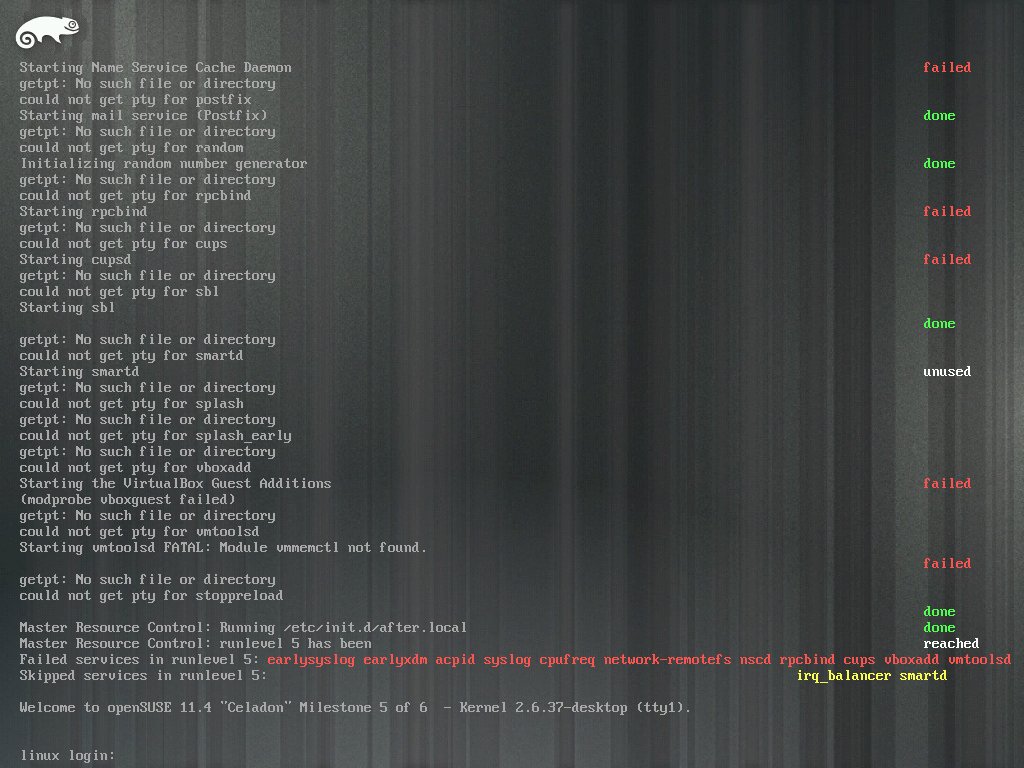 Starting Name Service Cache Daemon failed
getpt: No such file or directory
could not get pty for postfix
Starting mail service (Postfix) done
getpt: No such file or directory
could not get pty for random
Initializing random number generator done
getpt: No such file or directory
could not get pty for rpcbind
Starting rpcbind failed
getpt: No such file or directory
could not get pty for cups
Starting cupsd failed
getpt: No such file or directory
could not get pty for sbl
Starting sbl
done
getpt: No such file or directory
could not get pty for smartd
Starting smartd unused
getpt: No such file or directory
could not get pty for splash
getpt: No such file or directory
could not get pty for splash_early
getpt: No such file or directory
could not get pty for vboxadd
Starting the VirtualBox Guest Additions failed
(modprobe vboxguest failed)
getpt: No such file or directory
could not get pty for vmtoolsd
Starting vmtoolsd FATAL: Module vmmemctl not found.
failed
getpt: No such file or directory
could not get pty for stoppreload
done
Master Resource Control: Running /etc/init.d/after.local done
Master Resource Control: runlevel 5 has been reached
Failed services in runlevel 5: earlysyslog earlyxdm acpid syslog cpufreq network-remotefs nscd rpcbind cups vboxadd vmtoolsd
Skipped services in runlevel 5: irq_balancer smartd
Welcome to openSUSE 11.4 "Celadon" Milestone 5 of 6 - Kernel 2.6.37-desktop (tty1).
linux login: